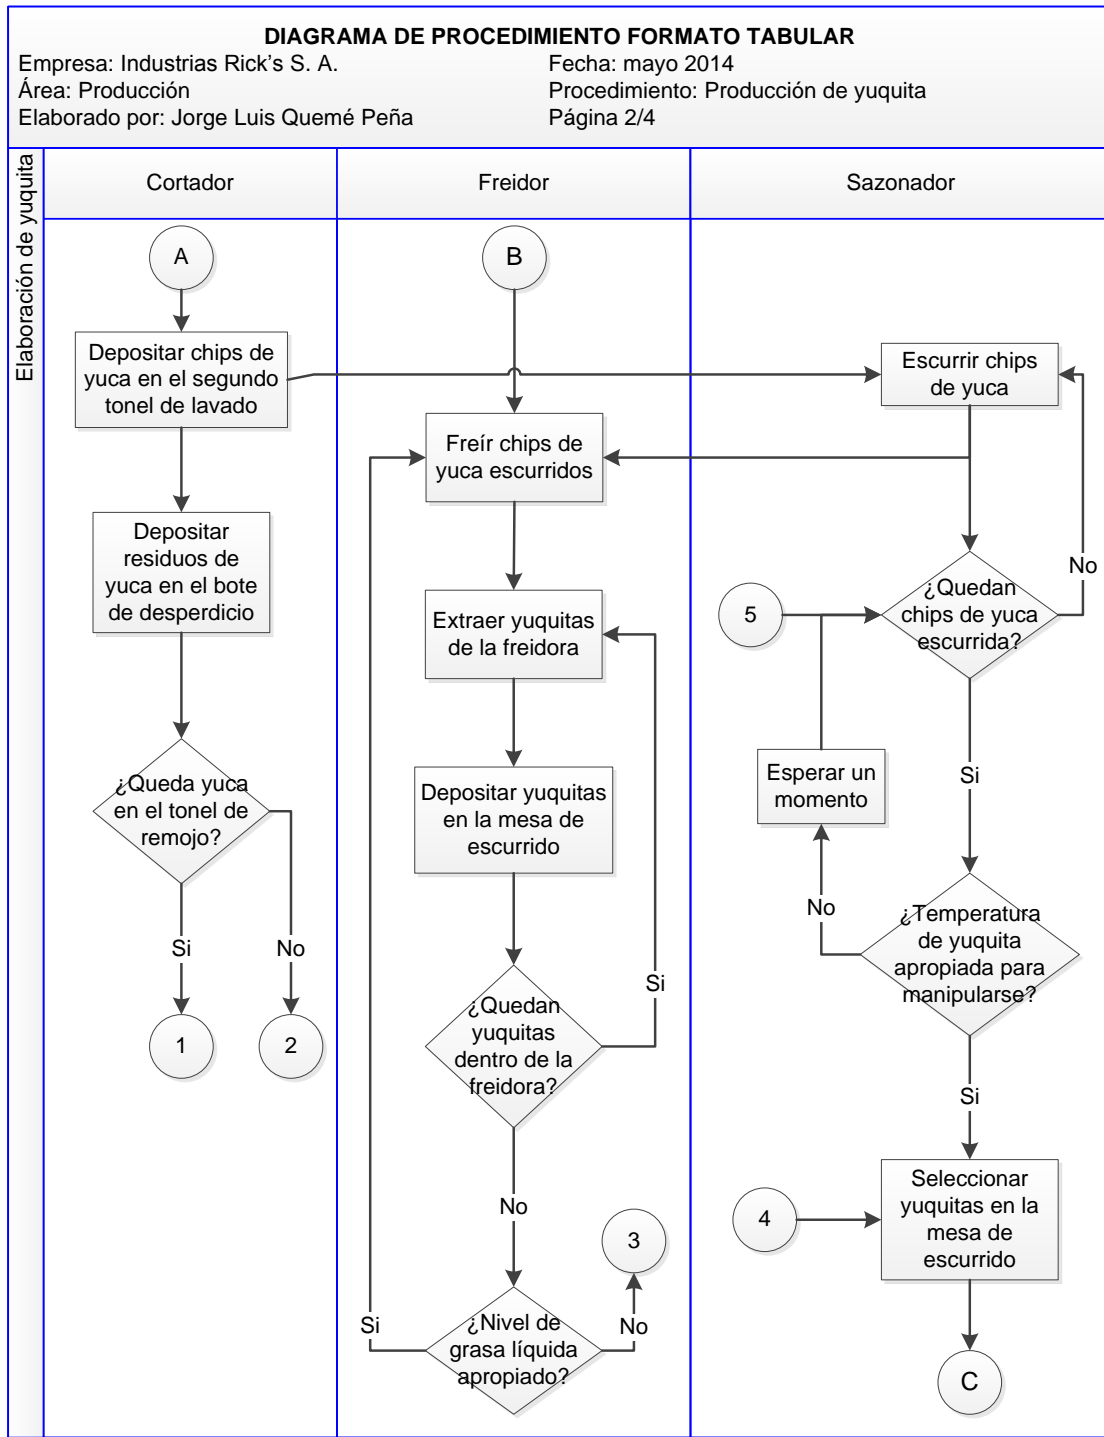 DIAGRAMA DE PROCEDIMIENTO FORMATO TABULAR
Empresa: Industrias Rick's S. A.
Fecha: mayo 2014
Área: Producción
Procedimiento: Producción de yuquita
Elaborado por: Jorge Luis Quemé Peña
Página 2/4
Elaboración de yuquita
Cortador
Freidor
Sazonador
A
Depositar chips de
yuca en el segundo
tonel de lavado
Depositar
residuos de
yuca en el bote
de desperdicio
¿Queda yuca
en el tonel de
remojo?
Si
No
1
2
B
Freír chips de
yuca escurridos
Extraer yuquitas
de la freidora
Depositar yuquitas
en la mesa de
escurrido
¿Quedan
yuquitas
dentro de la
freidora?
Si
No
3
¿Nivel de
grasa líquida
apropiado?
Si
No
Escurrir chips
de yuca
No
5
¿Quedan
chips de yuca
escurrida?
Esperar un
momento
Si
No
¿Temperatura
de yuquita
apropiada para
manipularse?
Si
4
Seleccionar
yuquitas en la
mesa de
escurrido
C